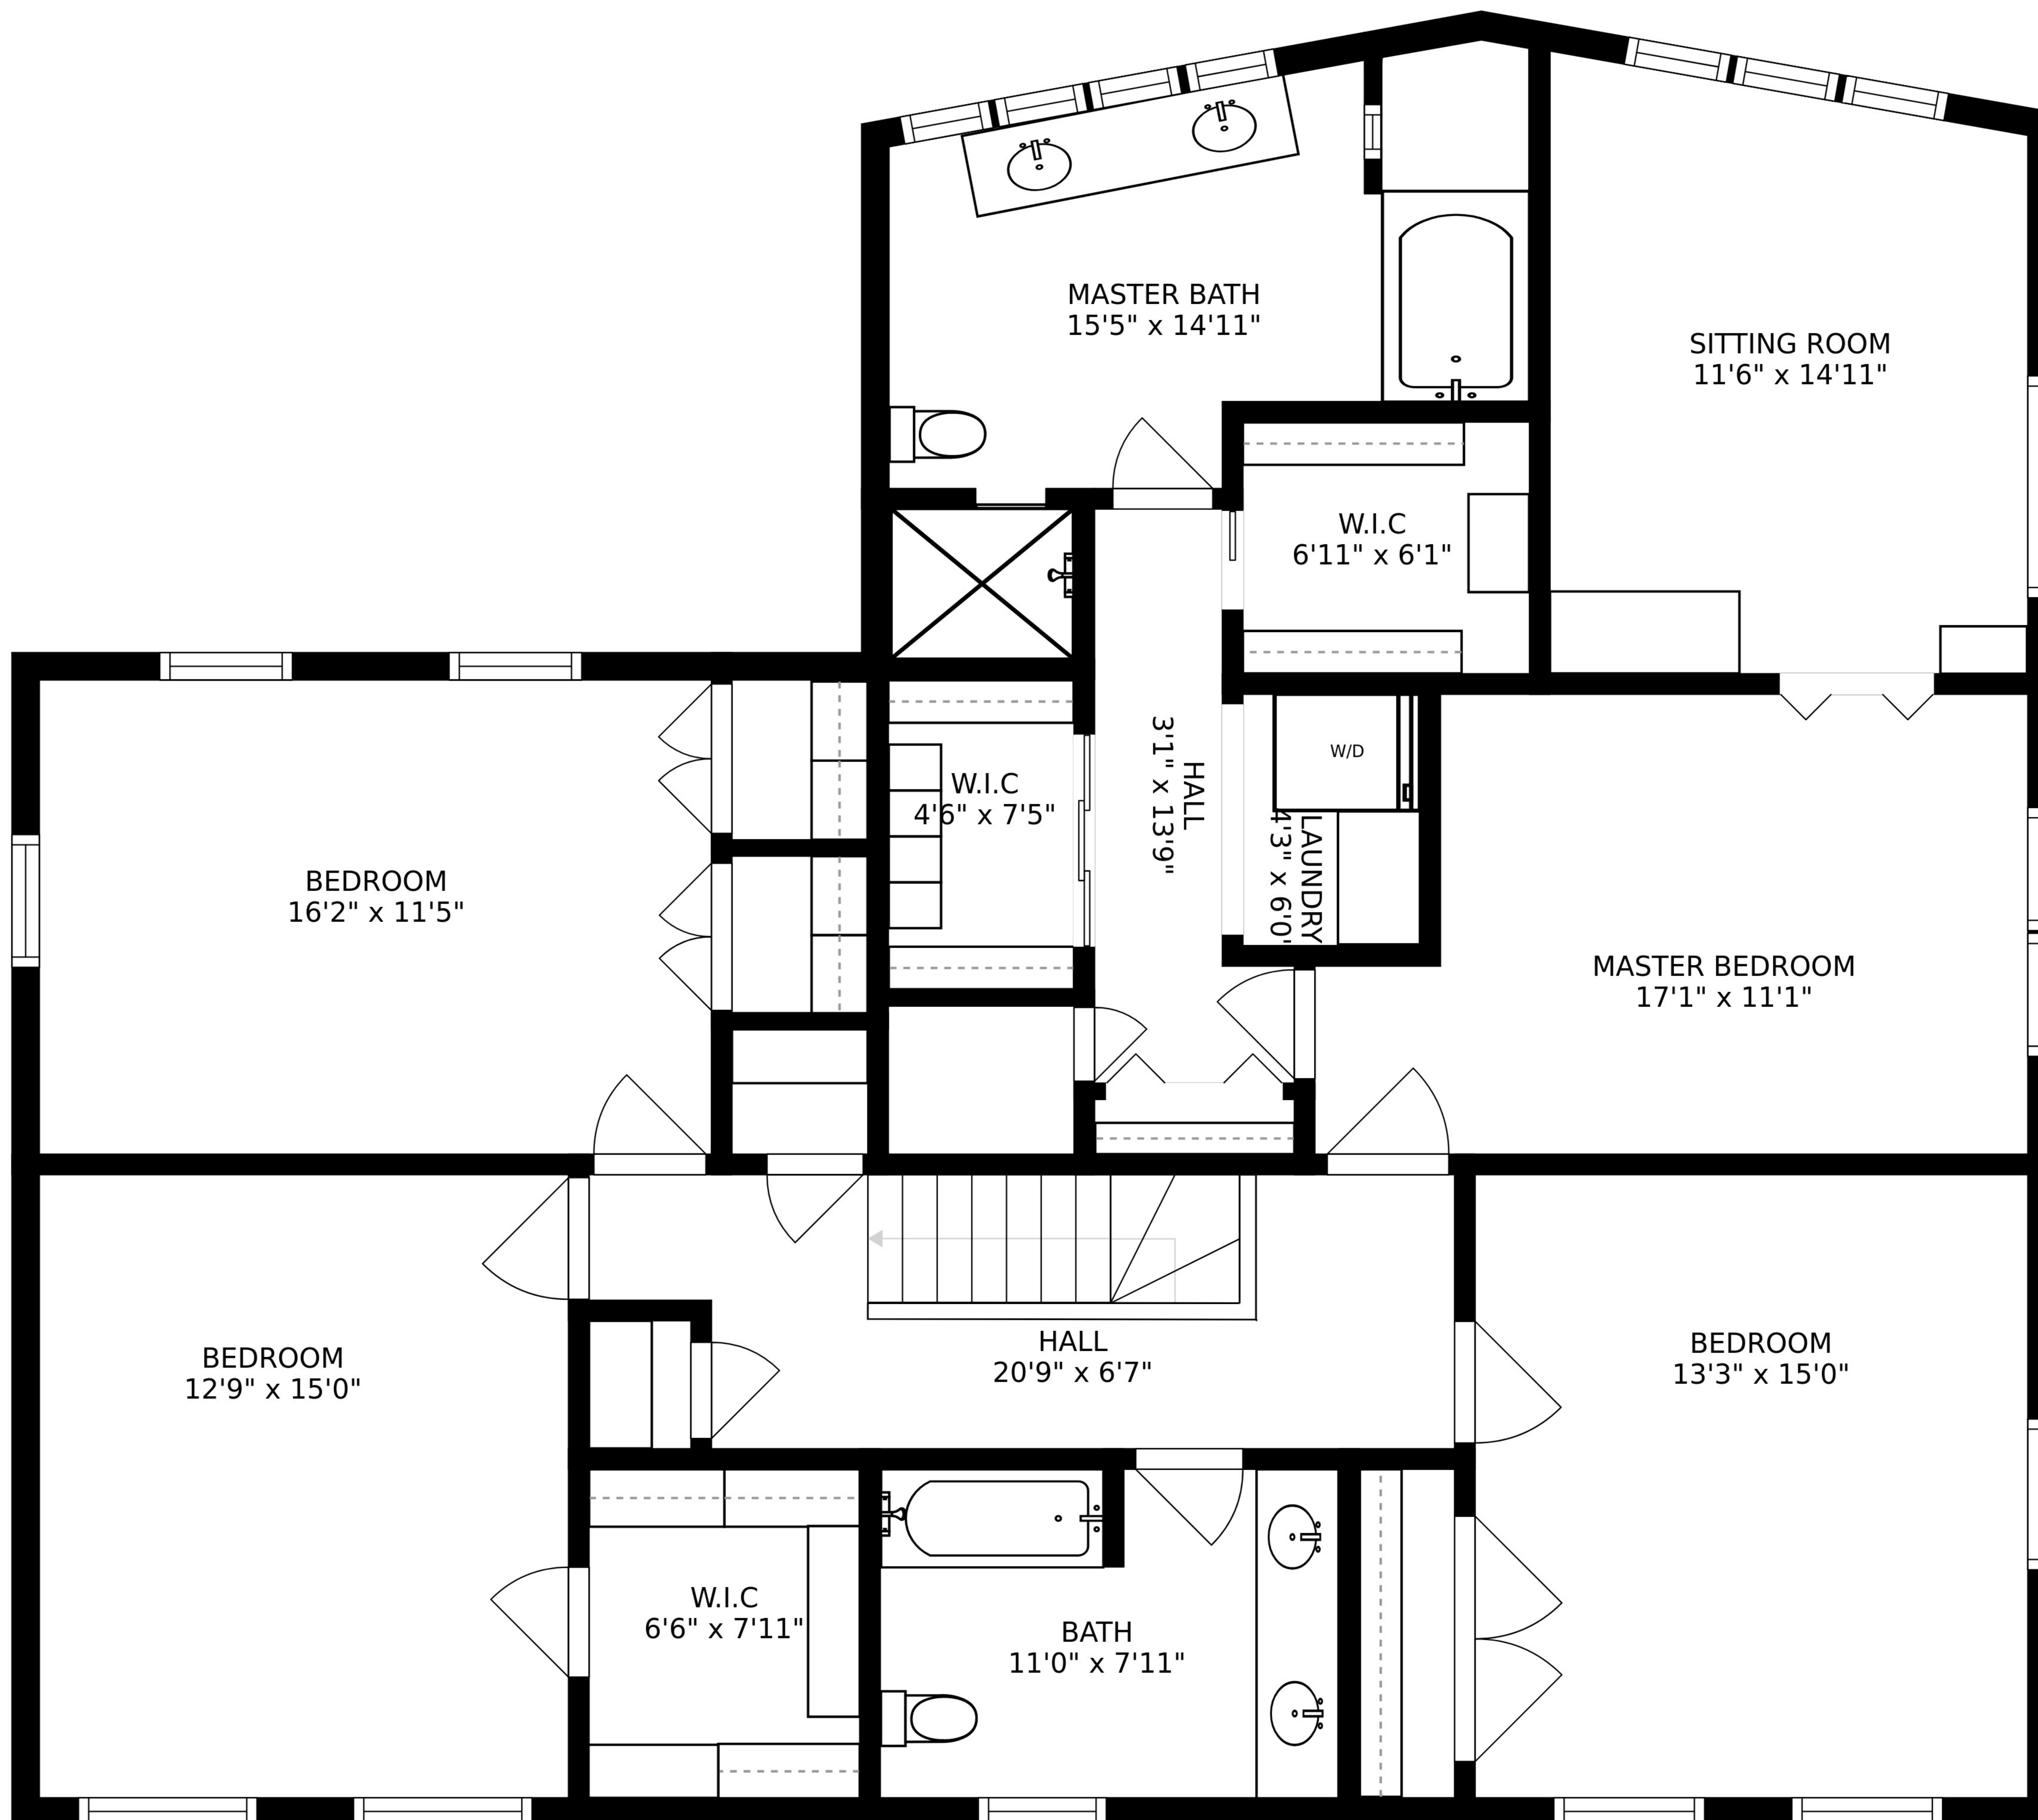 MASTER BATH
15'5" x 14'11"
SITTING ROOM
11'6" x 14'11"
W.I.C
6'11" x 6'1"
W/D
HALL
3'1" x 13'9"
W.I.C
4'6" x 7'5"
LAUNDRY
4'3" x 6'0'
BEDROOM
16'2" x 11'5"
MASTER BEDROOM
17'1" x 11'1"
HALL
20'9" x 6'7"
BEDROOM
12'9" x 15'0"
BEDROOM
13'3" x 15'0"
W.I.C
6'6" x 7'11"
BATH
11'0" x 7'11"